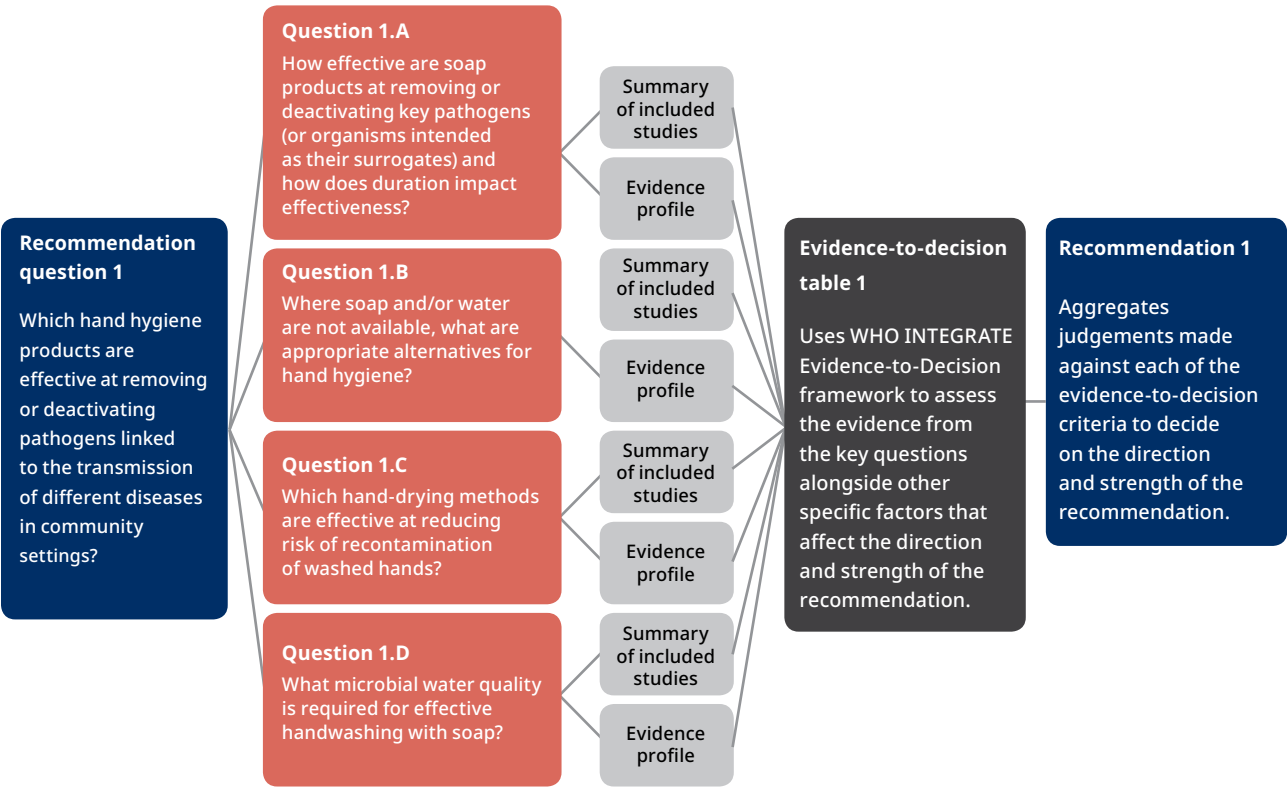 Recommendation
question 1
Which hand hygiene
products are
effective at removing
or deactivating
pathogens linked
to the transmission
of different diseases
in community
settings?
Question 1.A
How effective are soap
products at removing or
deactivating key pathogens
(or organisms intended
as their surrogates) and
how does duration impact
effectiveness?
Question 1.B
Where soap and/or water
are not available, what are
appropriate alternatives for
hand hygiene?
Question 1.C
Which hand-drying methods
are effective at reducing
risk of recontamination
of washed hands?
Question 1.D
What microbial water quality
is required for effective
handwashing with soap?
Summary
of included
studies
Evidence
profile
Summary
of included
studies
Evidence
profile
Summary
of included
studies
Evidence
profile
Summary
of included
studies
Evidence
profile
Evidence-to-decision
table 1
Uses WHO INTEGRATE
Evidence-to-Decision
framework to assess
the evidence from
the key questions
alongside other
specific factors that
affect the direction
and strength of the
recommendation.
Recommendation 1
Aggregates
judgements made
against each of the
evidence-to-decision
criteria to decide
on the direction
and strength of the
recommendation.